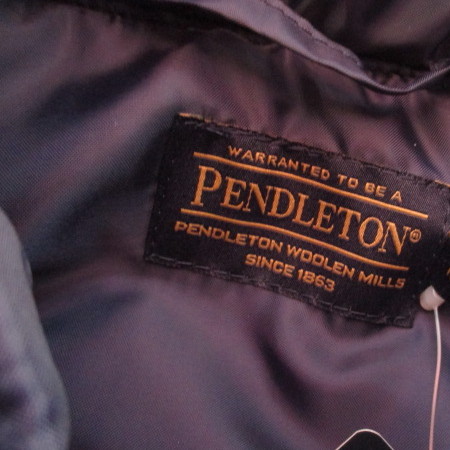 WARRANTED TO BE A
PENDLETON®
PENDLETON WOOLEN MILLS
SINCE 1863